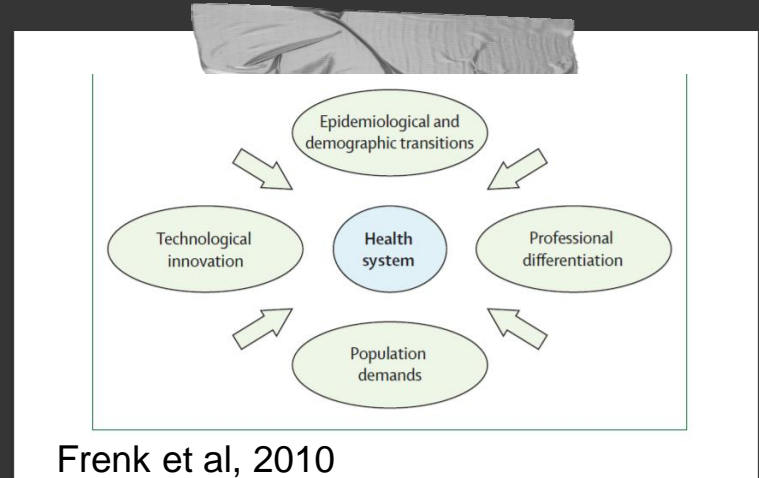 Epidemiological and
demographic transitions
Technological
innovation
Health
system
Professional
differentiation
Population
demands
Frenk et al, 2010